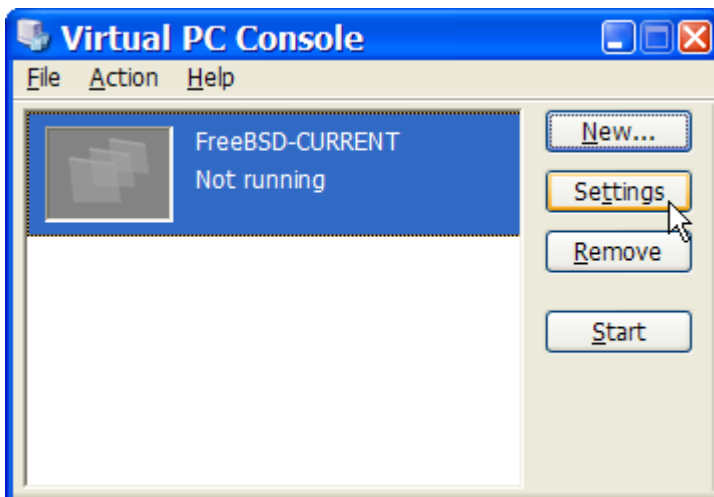 Virtual PC Console
File Action Help
FreeBSD-CURRENT
Not running
New...
Settings
Remove
Start